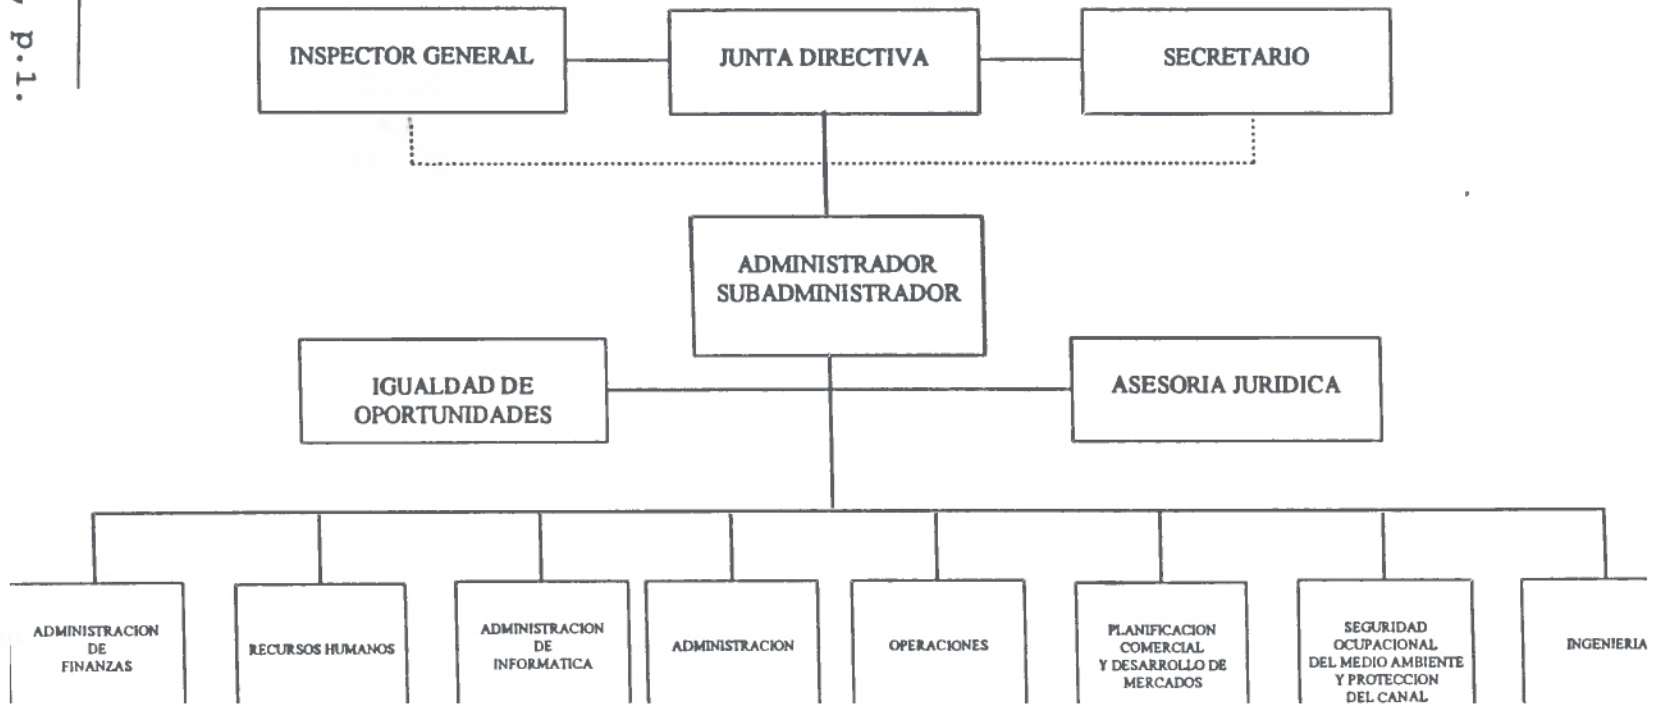 p.1.
INSPECTOR GENERAL
JUNTA DIRECTIVA
SECRETARIO
ADMINISTRADOR
SUBADMINISTRADOR
IGUALDAD DE
OPORTUNIDADES
ASESORIA JURIDICA
ADMINISTRACION
DE
FINANZAS
RECURSOS HUMANOS
ADMINISTRACION
DE
INFORMATICA
ADMINISTRACION
OPERACIONES
PLANIFICACION
COMERCIAL
Y DESARROLLO DE
MERCADOS
SEGURIDAD
OCUPACIONAL
DEL MEDIO AMBIENTE
Y PROTECCION
DEL CANAL
INGENIERIA